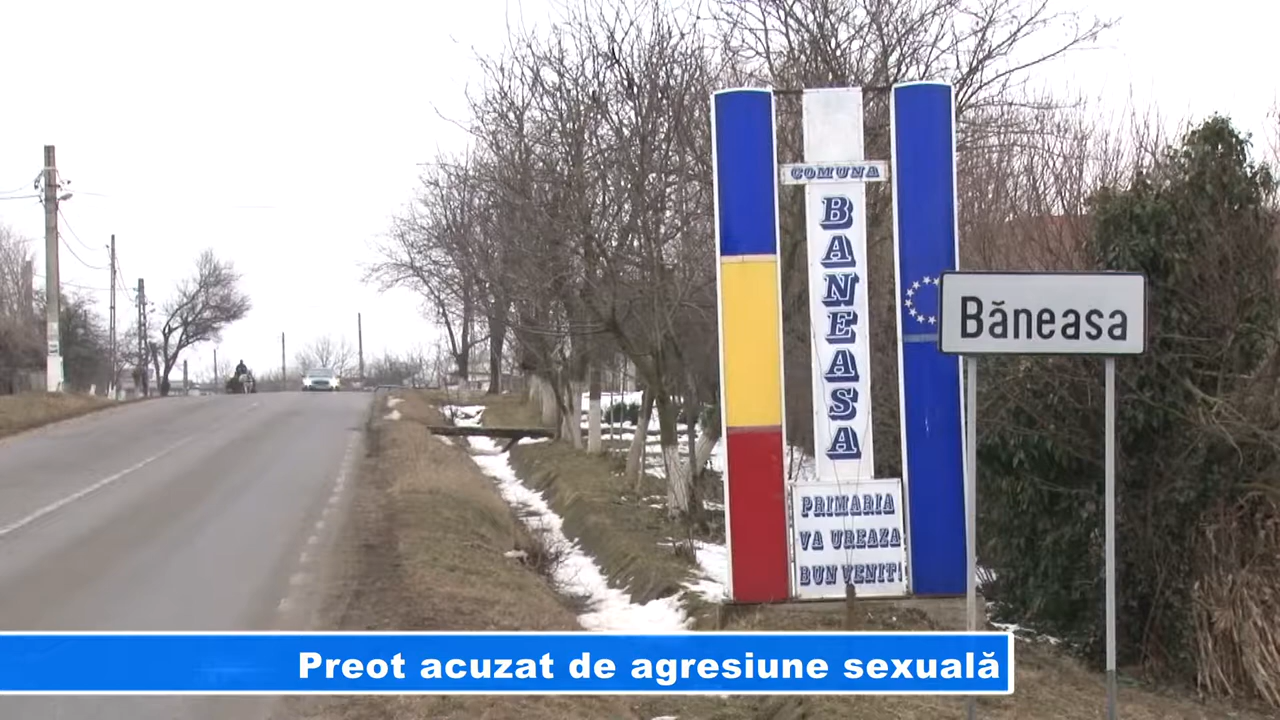 COMUNA
BANEASA
Băneasa
PRIMARIA
VA UREAZA
BUN VENIT!
Preot acuzat de agresiune sexuală